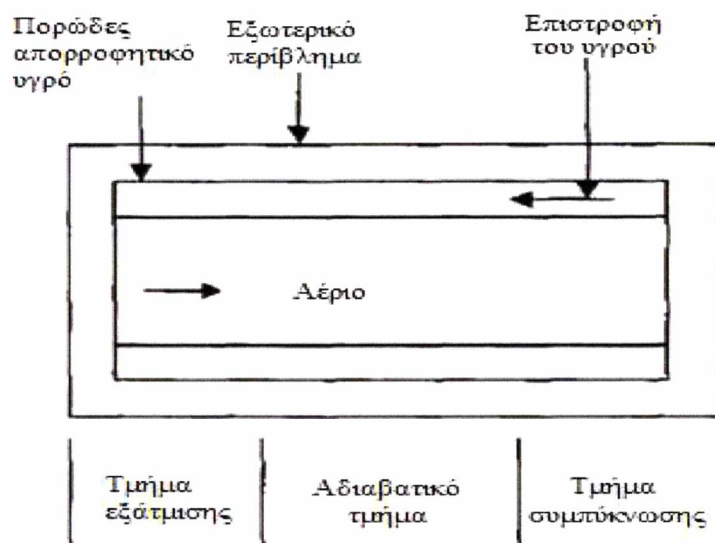 Πορώδες
απορροφητικό
υγρό
Εξωτερικό
περίβλημα
Επιστροφή
του υγρού
Αέριο
Τμήμα
εξάτμισης
Αδιαβατικό
τμήμα
Τμήμα
συμπύκνωσης